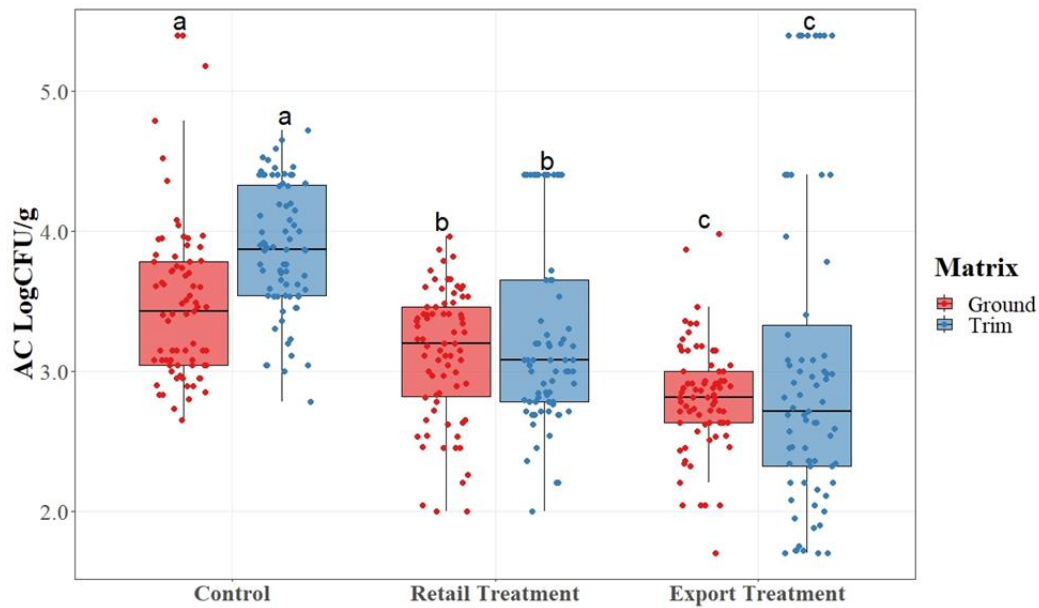 a
c
5.0
a
b
4.0
b
c
Matrix
Ground
Trim
AC LogCFU/g
3.0
2.0
Control Retail Treatment Export Treatment